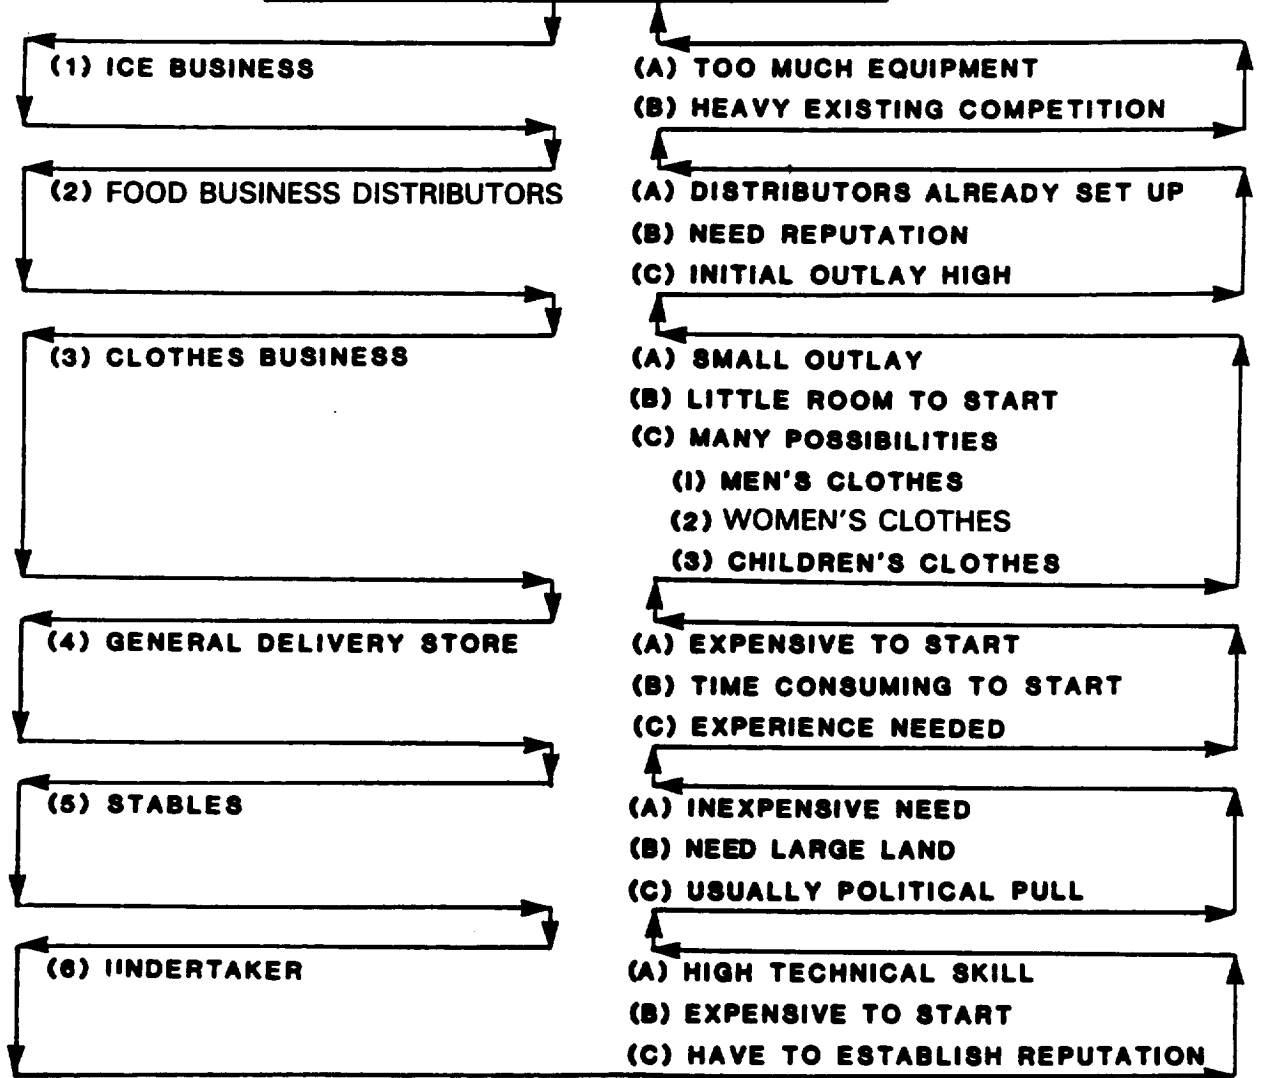 (1) ICE BUSINESS
(A) TOO MUCH EQUIPMENT
(B) HEAVY EXISTING COMPETITION
(2) FOOD BUSINESS DISTRIBUTORS
(A) DISTRIBUTORS ALREADY SET UP
(B) NEED REPUTATION
(C) INITIAL OUTLAY HIGH
(3) CLOTHES BUSINESS
(A) SMALL OUTLAY
(B) LITTLE ROOM TO START
(C) MANY POSSIBILITIES
(1) MEN'S CLOTHES
(2) WOMEN'S CLOTHES
(3) CHILDREN'S CLOTHES
(4) GENERAL DELIVERY STORE
(A) EXPENSIVE TO START
(B) TIME CONSUMING TO START
(C) EXPERIENCE NEEDED
(5) STABLES
(A) INEXPENSIVE NEED
(B) NEED LARGE LAND
(C) USUALLY POLITICAL PULL
(6) UNDERTAKER
(A) HIGH TECHNICAL SKILL
(B) EXPENSIVE TO START
(C) HAVE TO ESTABLISH REPUTATION